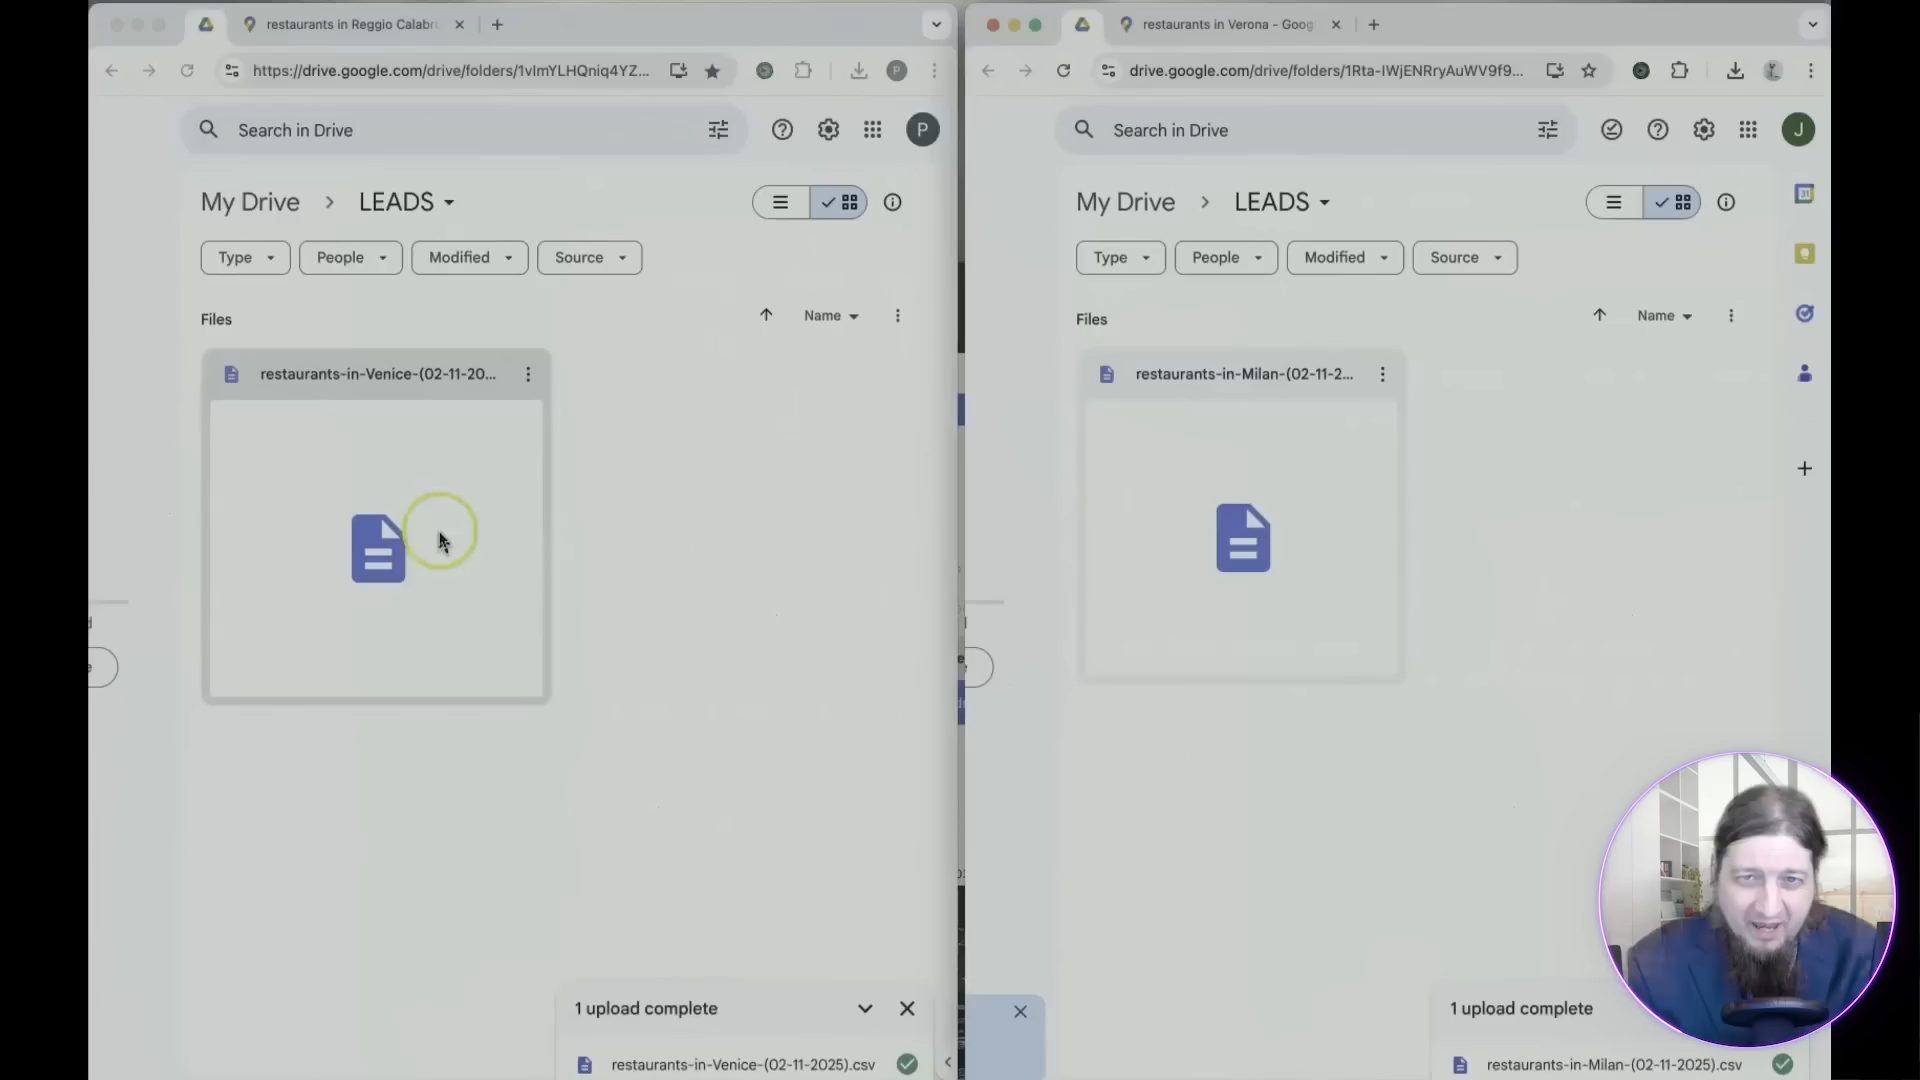 restaurants in Reggio Calabri
https://drive.google.com/drive/folders/1vImYLHQniq4YZ...
P
Search in Drive
P
My Drive
LEADS
Type
People
Modified
Source
Files
Name
restaurants-in-Venice-(02-11-20...
1 upload complete
restaurants-in-Venice-(02-11-2025).csv
restaurants in Verona - Goog
drive.google.com/drive/folders/1Rta-IWjENRryAuWV9f9...
Search in Drive
J
My Drive
LEADS
Type
People
Modified
Source
Files
Name
31
restaurants-in-Milan-(02-11-2...
1 upload complete
restaurants-in-Milan-(02-11-2025).csv